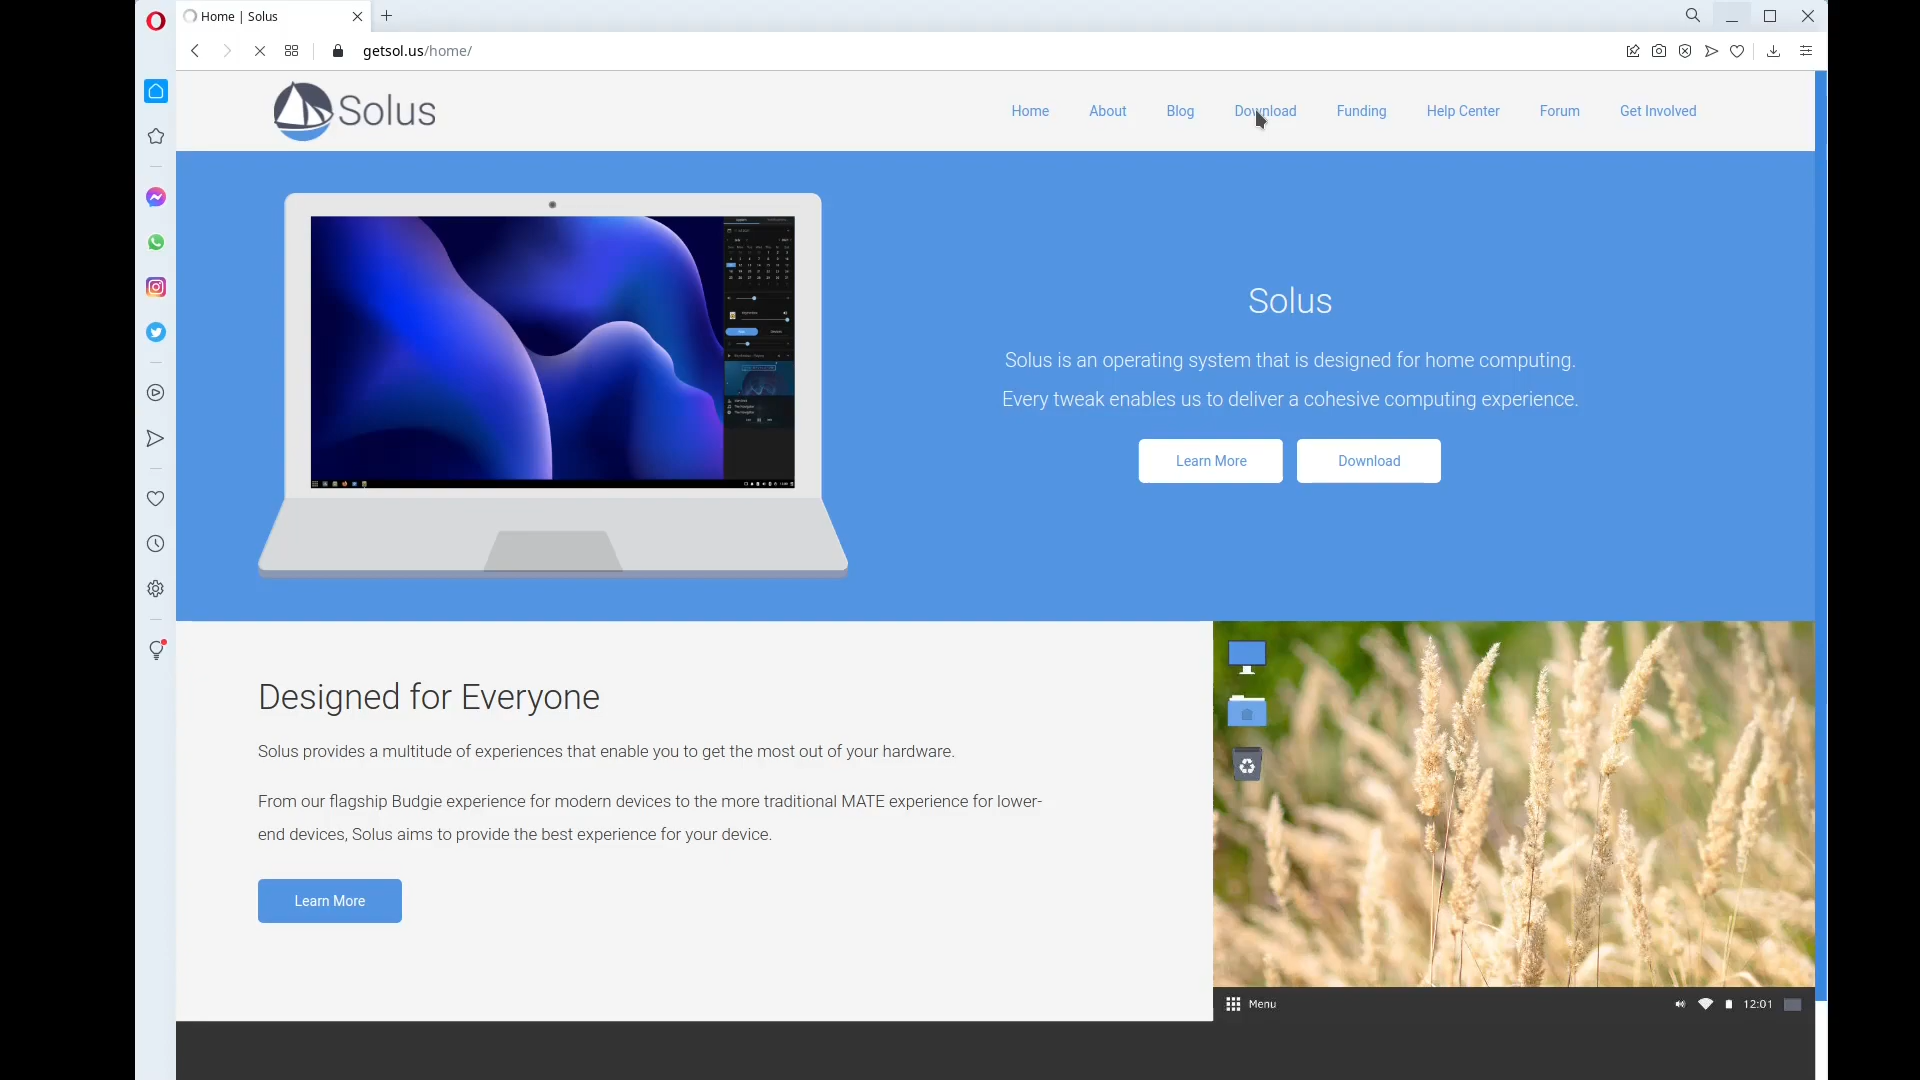 Home | Solus
getsol.us/home/
Solus
Home
About
Blog
Download
Funding
Help Center
Forum
Get Involved
Solus
Solus is an operating system that is designed for home computing.
Every tweak enables us to deliver a cohesive computing experience.
Learn More
Download
Designed for Everyone
Solus provides a multitude of experiences that enable you to get the most out of your hardware.
From our flagship Budgie experience for modern devices to the more traditional MATE experience for lower-
end devices, Solus aims to provide the best experience for your device.
Learn More
Menu
12:01